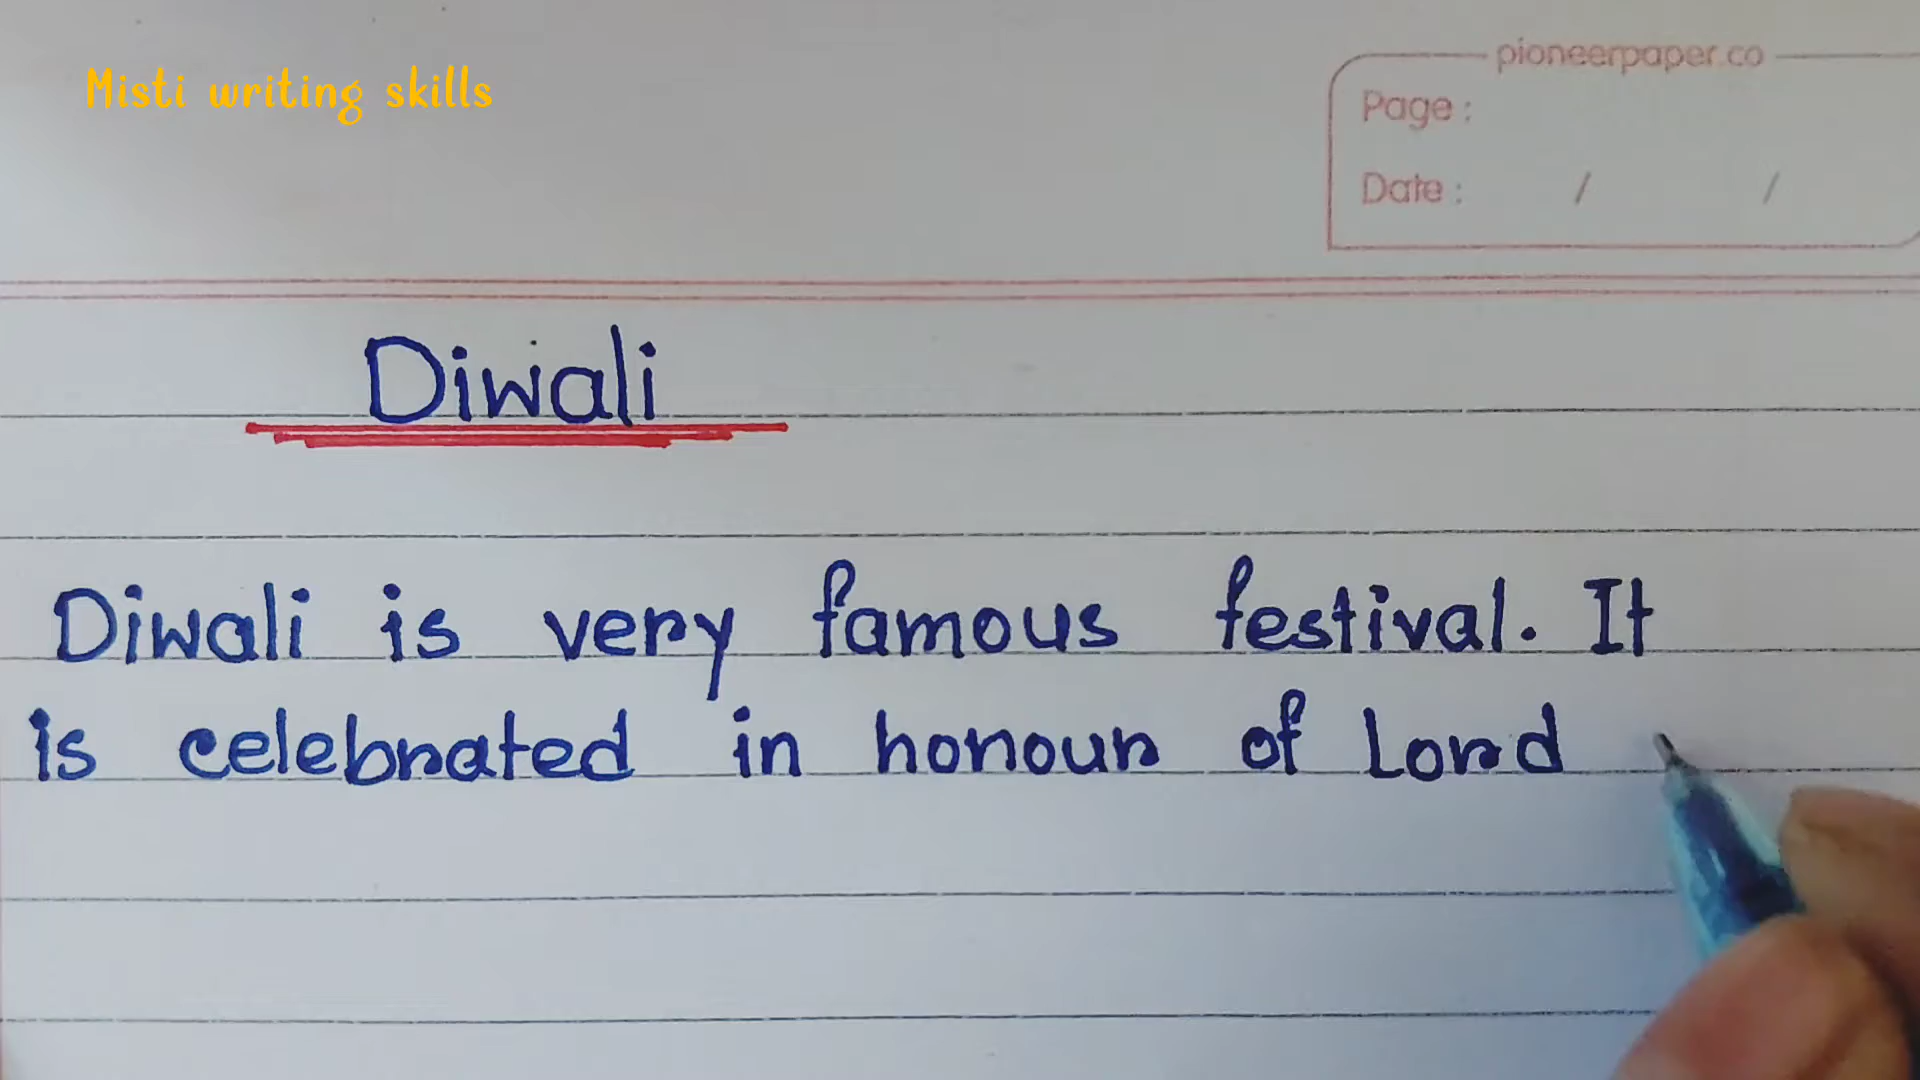 Misti writing skills
pioneerpaper.co
Page :
Date : / /
Diwali
Diwali is very famous festival. It
is celebrated in honour of Lord